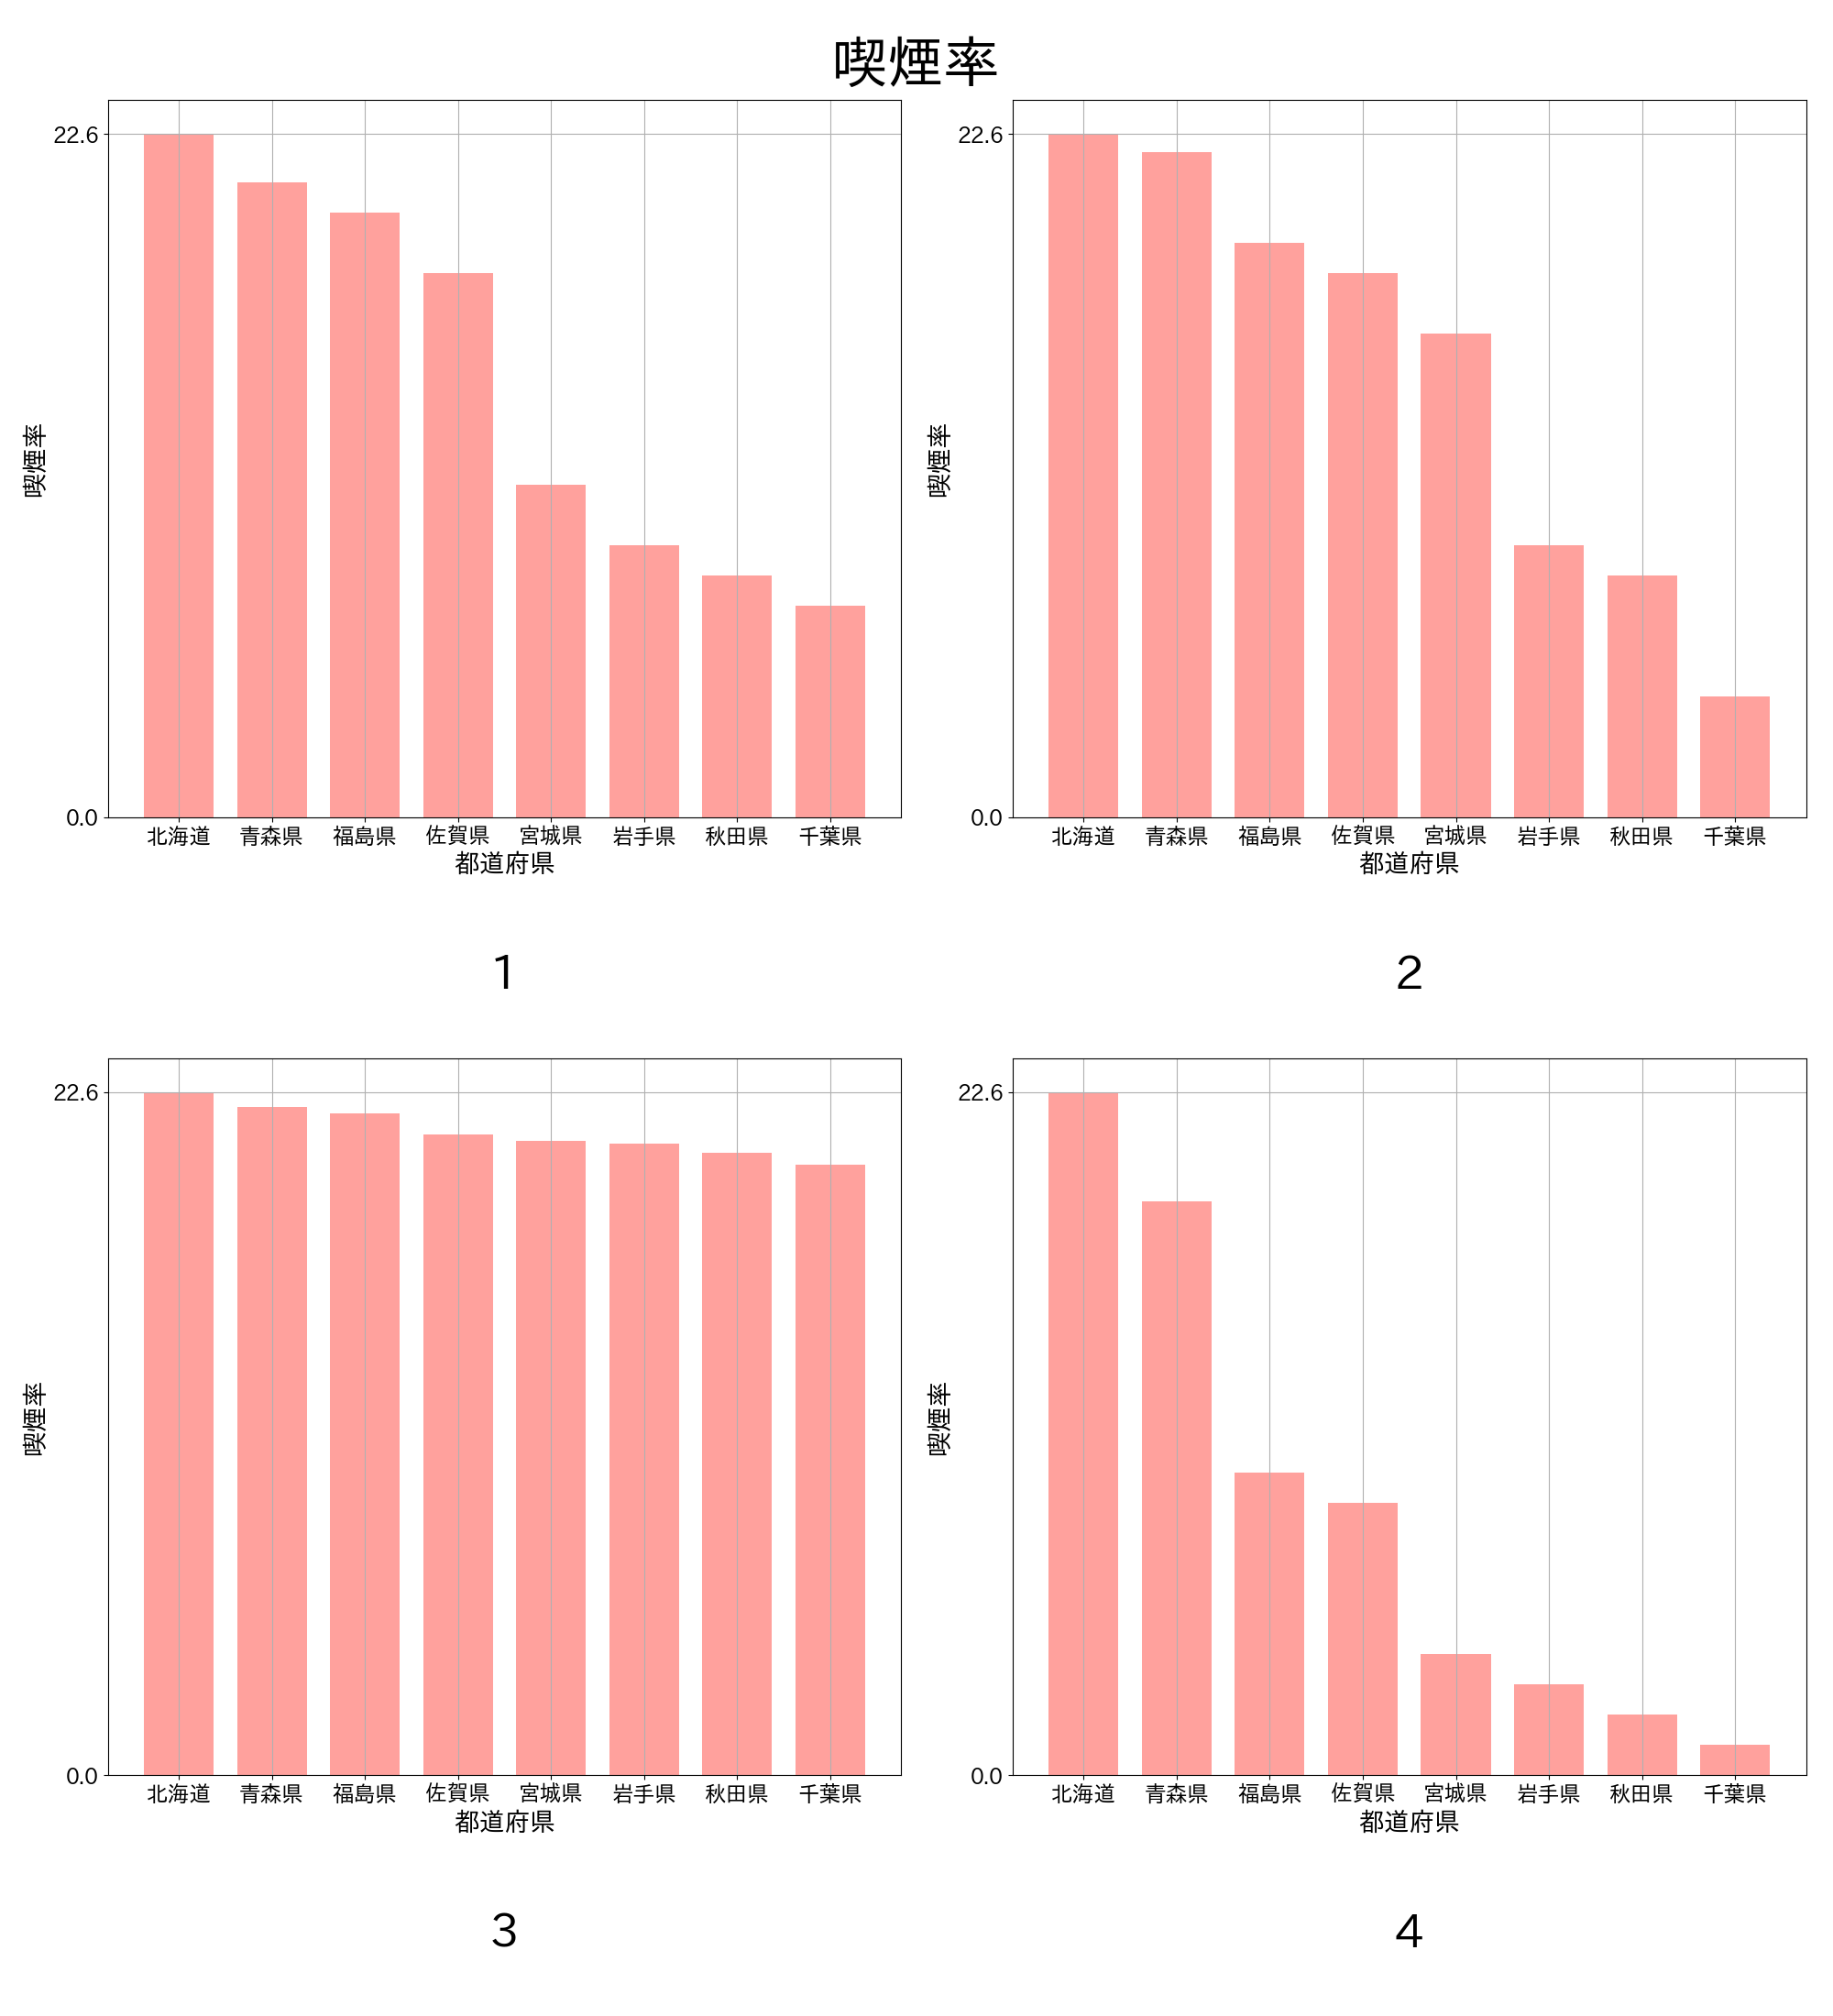 喫煙率
22.6
喫煙率
0.0
北海道 青森県 福島県 佐賀県 宮城県 岩手県 秋田県 千葉県
都道府県
1
22.6
喫煙率
0.0
北海道 青森県 福島県 佐賀県 宮城県 岩手県 秋田県 千葉県
都道府県
2
22.6
喫煙率
0.0
北海道 青森県 福島県 佐賀県 宮城県 岩手県 秋田県 千葉県
都道府県
3
22.6
喫煙率
0.0
北海道 青森県 福島県 佐賀県 宮城県 岩手県 秋田県 千葉県
都道府県
4